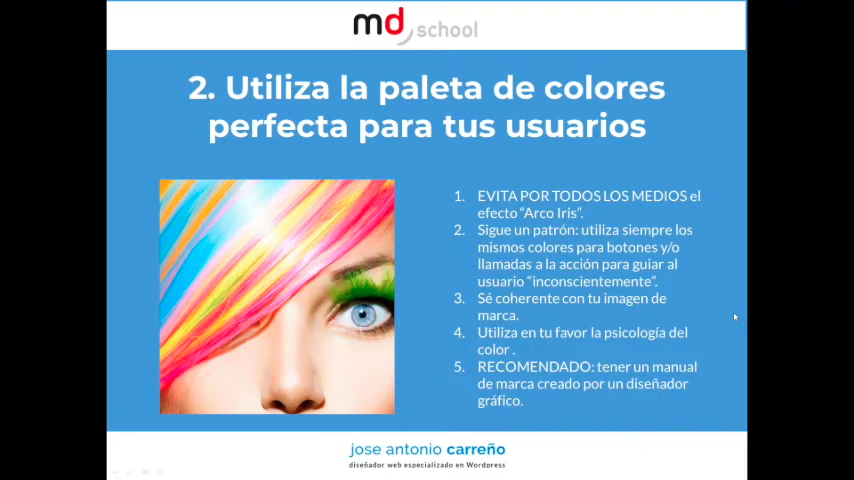 md school
2. Utiliza la paleta de colores
perfecta para tus usuarios
1. EVITA POR TODOS LOS MEDIOS el
efecto “Arco Iris”.
2. Sigue un patrón: utiliza siempre los
mismos colores para botones y/o
llamadas a la acción para guiar al
usuario “inconscientemente”.
3. Sé coherente con tu imagen de
marca.
4. Utiliza en tu favor la psicología del
color .
5. RECOMENDADO: tener un manual
de marca creado por un diseñador
gráfico.
jose antonio carreño
diseñador web especializado en Wordpress